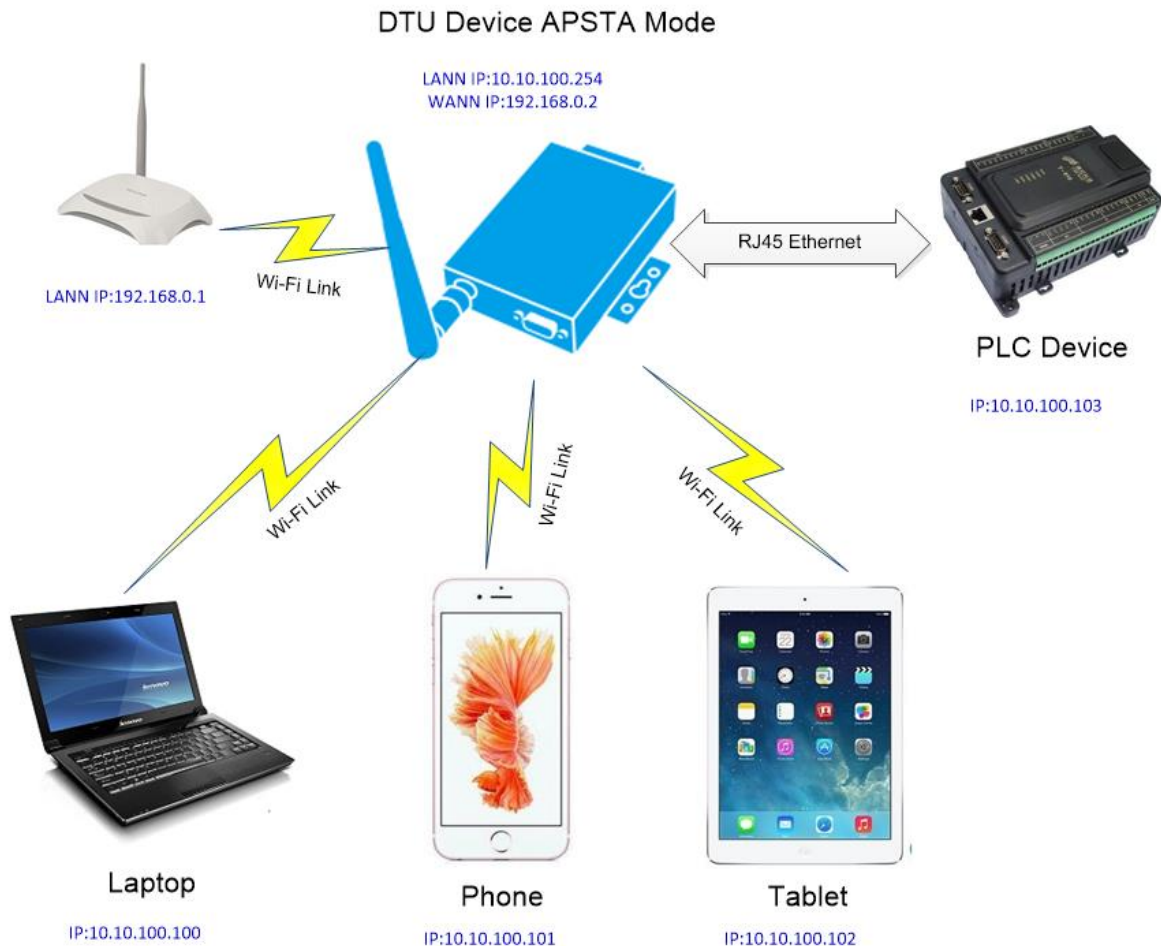 DTU Device APSTA Mode
LANN IP:10.10.100.254
WANN IP:192.168.0.2
LANN IP:192.168.0.1
Wi-Fi Link
RJ45 Ethernet
PLC Device
IP:10.10.100.103
Wi-Fi Link
Wi-Fi Link
Wi-Fi Link
lenovo
Laptop
IP:10.10.100.100
Phone
IP:10.10.100.101
Tablet
IP:10.10.100.102